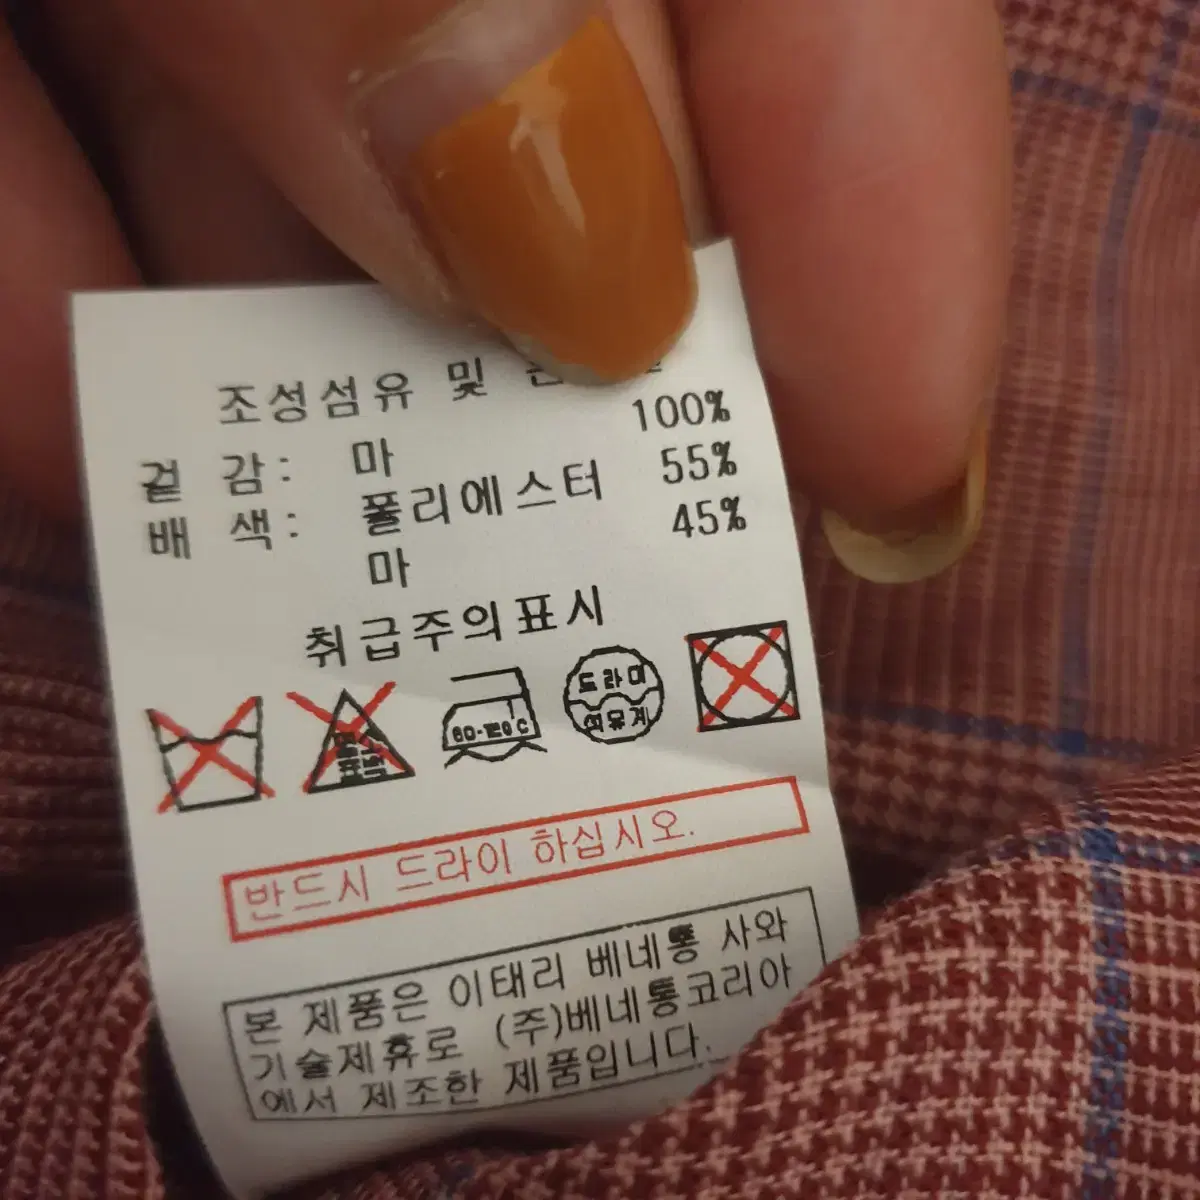 조성섬유 및
100%
겉 감: 마
55%
배 색: 폴리에스터
45%
마
취급주의표시
80-120℃
드라이
석유계
반드시 드라이 하십시오.
본 제품은 이태리 베네통 사와
기술제휴로 (주)베네통코리아
에서 제조한 제품입니다.